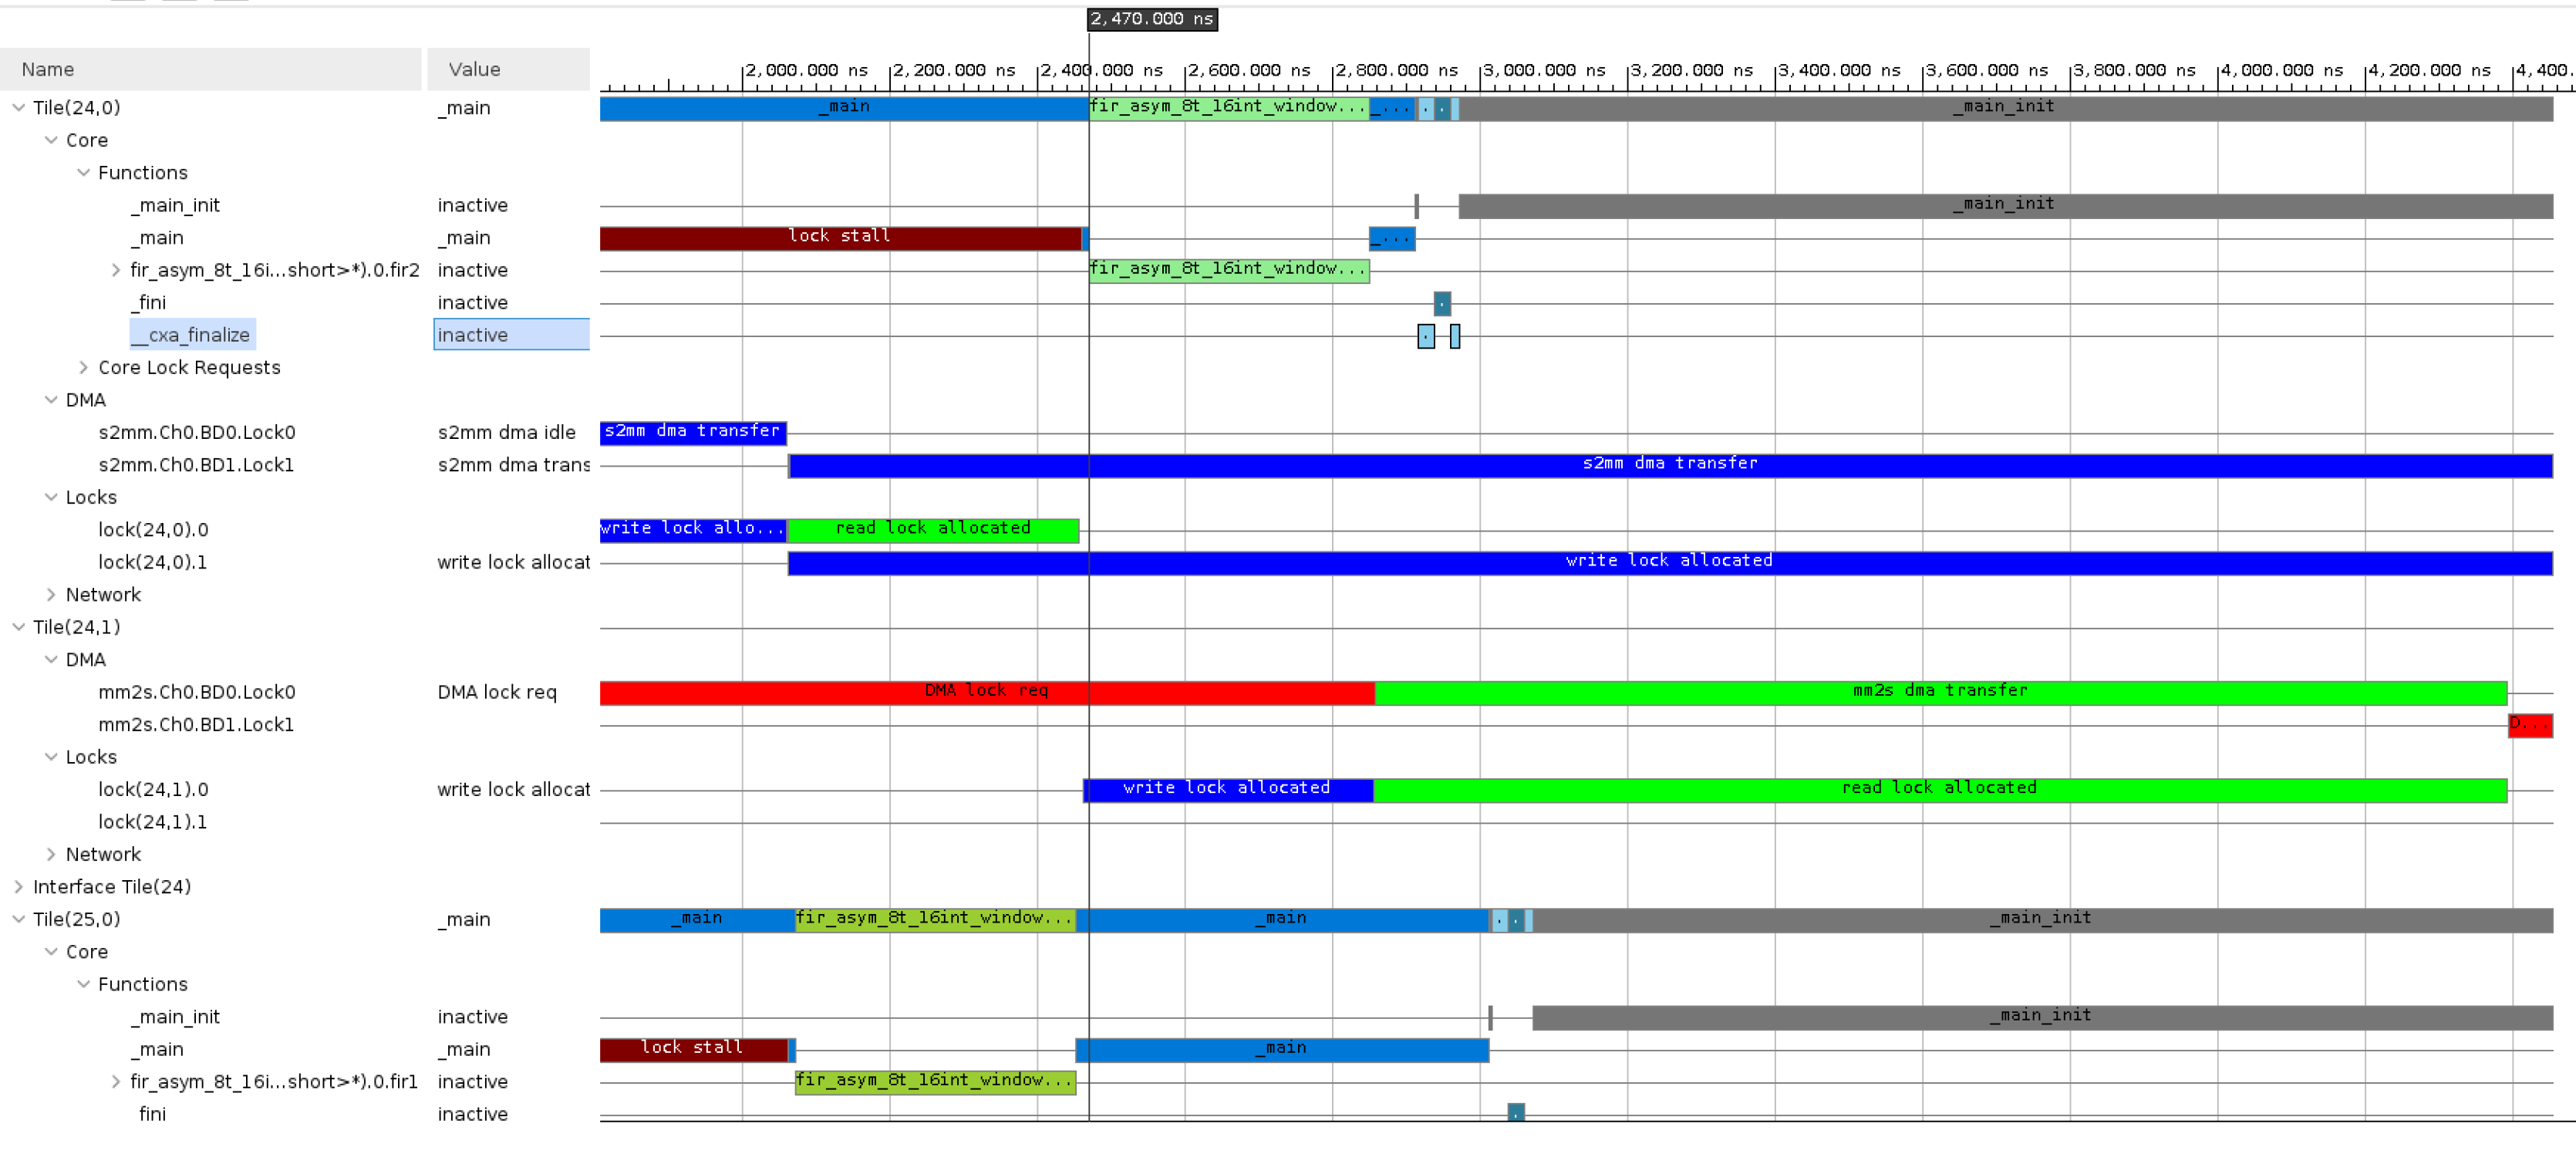 2,470.000 ns
Name Value 2,000.000 ns 2,200.000 ns 2,400.000 ns 2,600.000 ns 2,800.000 ns 3,000.000 ns 3,200.000 ns 3,400.000 ns 3,600.000 ns 3,800.000 ns 4,000.000 ns 4,200.000 ns 4,400.
Tile(24,0) _main _main fir_asym_8t_16int_window... _... . . _main_init
Core
Functions
_main_init inactive _main_init
_main _main lock stall _...
fir_asym_8t_16i...short>*).0.fir2 inactive fir_asym_8t_16int_window...
_fini inactive .
__cxa_finalize inactive .
Core Lock Requests
DMA
s2mm.Ch0.BD0.Lock0 s2mm dma idle s2mm dma transfer
s2mm.Ch0.BD1.Lock1 s2mm dma trans s2mm dma transfer
Locks
lock(24,0).0 write lock allo... read lock allocated
lock(24,0).1 write lock allocat write lock allocated
Network
Tile(24,1)
DMA
mm2s.Ch0.BD0.Lock0 DMA lock req DMA lock req mm2s dma transfer
mm2s.Ch0.BD1.Lock1 D...
Locks
lock(24,1).0 write lock allocat write lock allocated read lock allocated
lock(24,1).1
Network
Interface Tile(24)
Tile(25,0) _main _main fir_asym_8t_16int_window... _main . . _main_init
Core
Functions
_main_init inactive _main_init
_main _main lock stall _main
fir_asym_8t_16i...short>*).0.fir1 inactive fir_asym_8t_16int_window...
fini inactive .